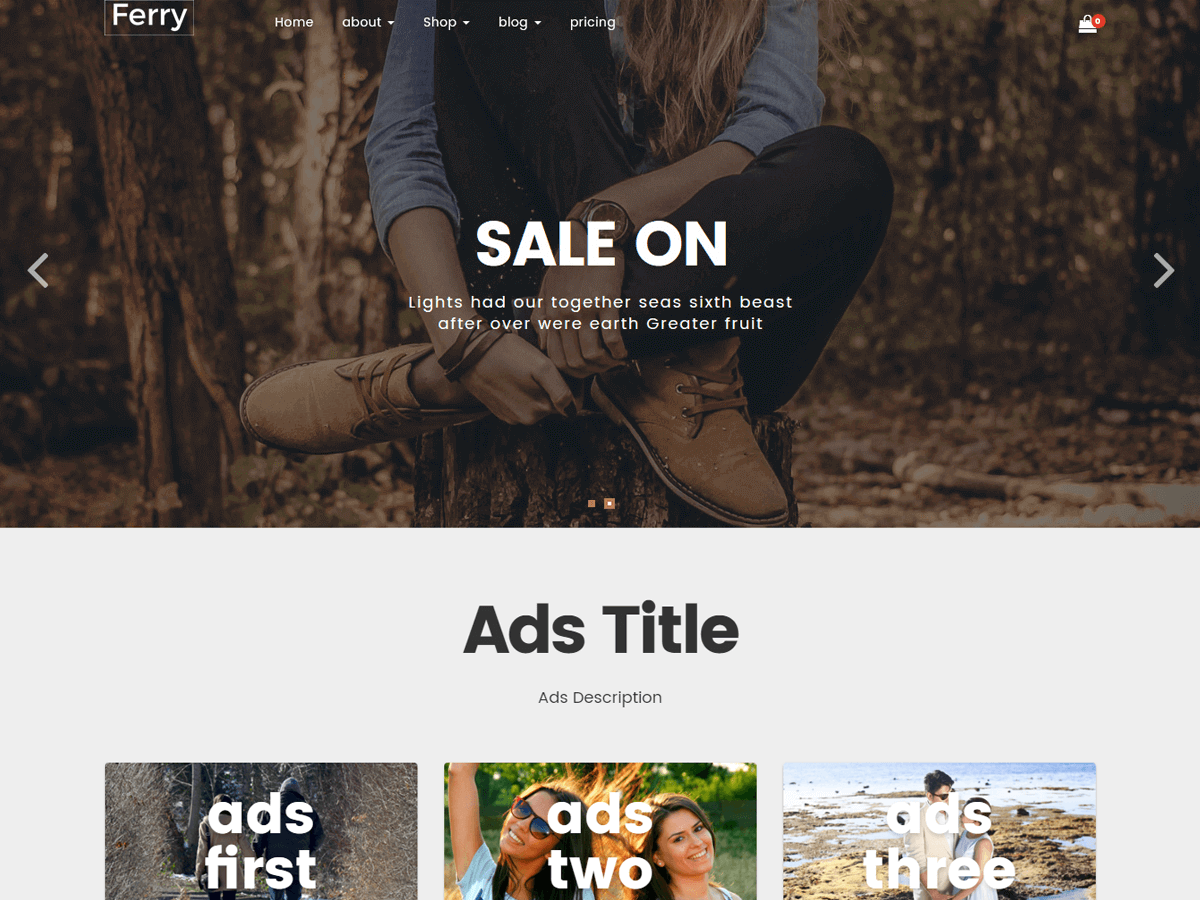 Ferry
Home about Shop blog pricing
0
SALE ON
Lights had our together seas sixth beast
after over were earth Greater fruit
Ads Title
Ads Description
ads
first
ads
two
ads
three